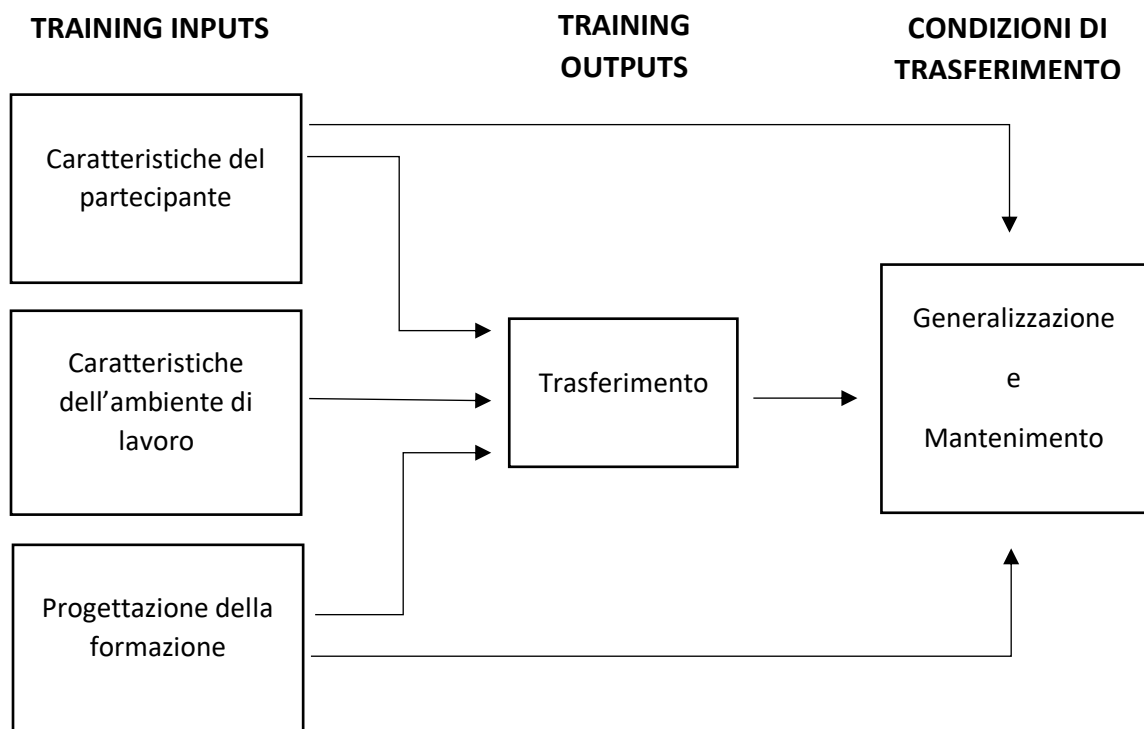 TRAINING INPUTS
TRAINING
OUTPUTS
CONDIZIONI DI
TRASFERIMENTO
Caratteristiche del
partecipante
Caratteristiche
dell’ambiente di
lavoro
Progettazione della
formazione
Trasferimento
Generalizzazione
e
Mantenimento